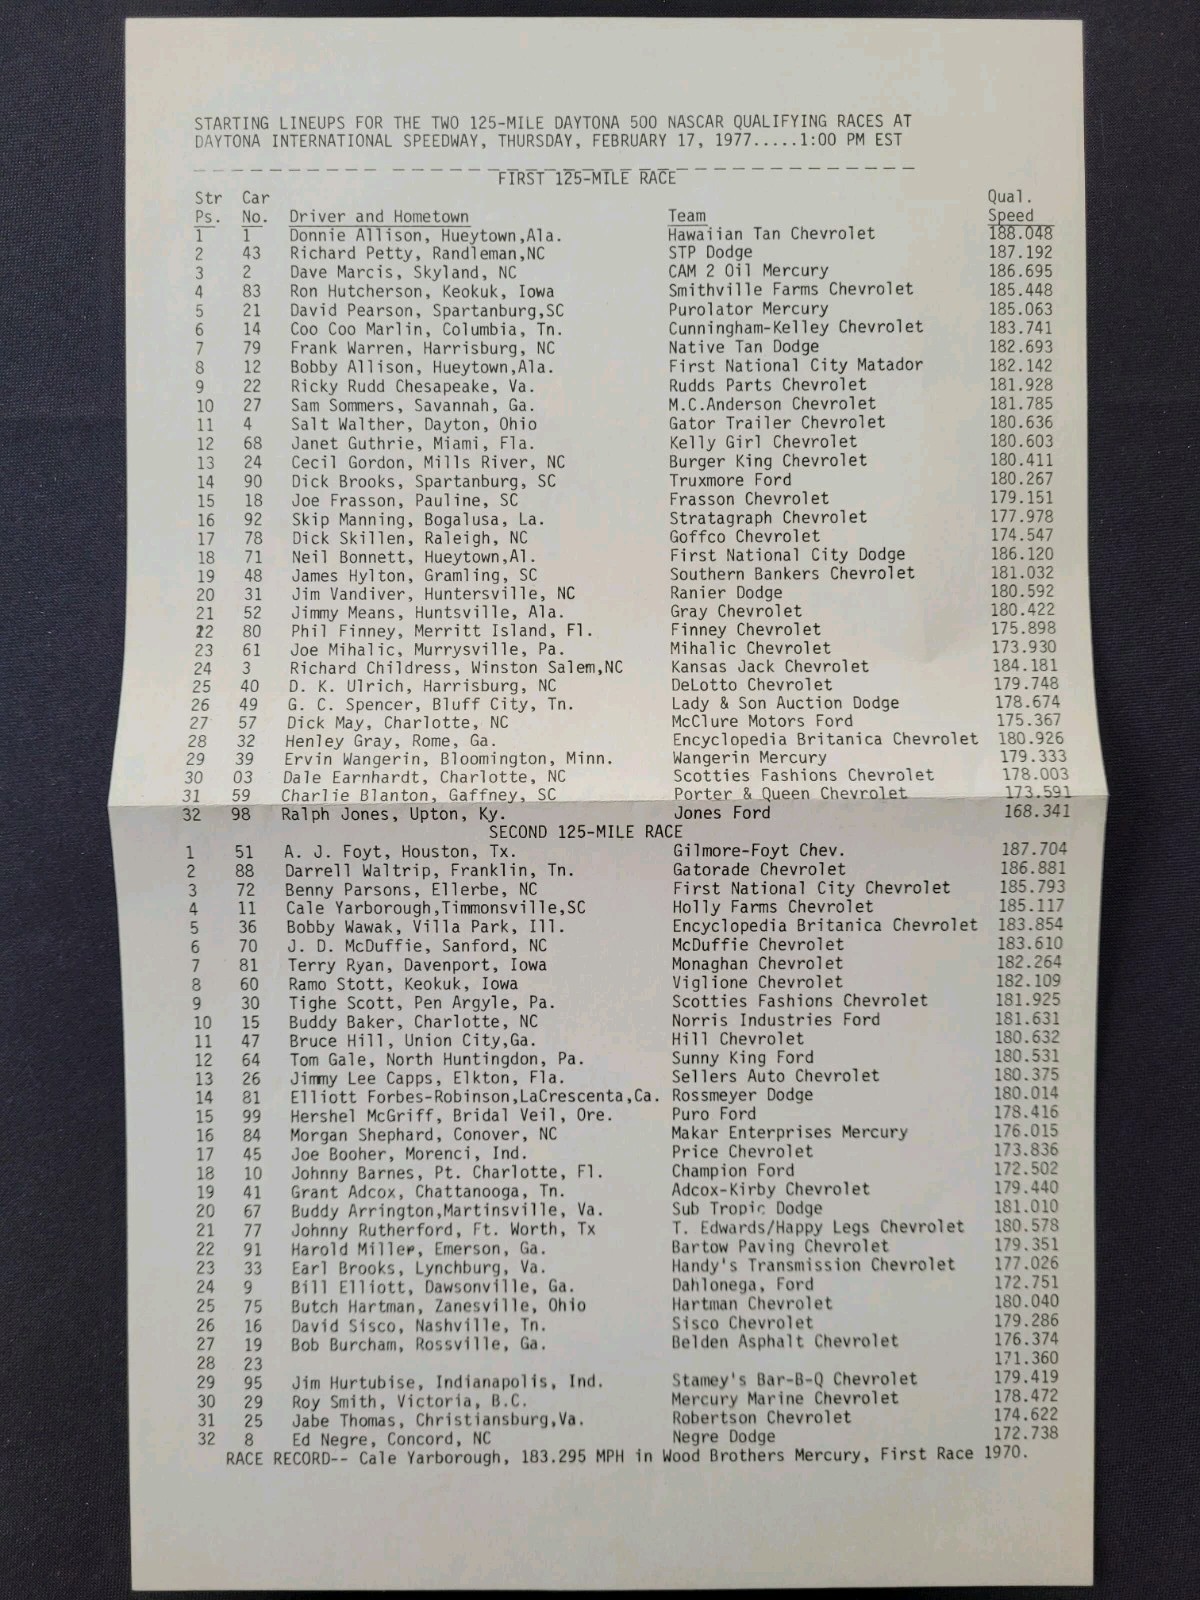 STARTING LINEUPS FOR THE TWO 125-MILE DAYTONA 500 NASCAR QUALIFYING RACES AT
DAYTONA INTERNATIONAL SPEEDWAY, THURSDAY, FEBRUARY 17, 1977.....1:00 PM EST
FIRST 125-MILE RACE
Str Car Qual.
Ps. No. Driver and Hometown Team Speed
1 1 Donnie Allison, Hueytown,Ala. Hawaiian Tan Chevrolet 188.048
2 43 Richard Petty, Randleman,NC STP Dodge 187.192
3 2 Dave Marcis, Skyland, NC CAM 2 Oil Mercury 186.695
4 83 Ron Hutcherson, Keokuk, Iowa Smithville Farms Chevrolet 185.448
5 21 David Pearson, Spartanburg,SC Purolator Mercury 185.063
6 14 Coo Coo Marlin, Columbia, Tn. Cunningham-Kelley Chevrolet 183.741
7 79 Frank Warren, Harrisburg, NC Native Tan Dodge 182.693
8 12 Bobby Allison, Hueytown,Ala. First National City Matador 182.142
9 22 Ricky Rudd Chesapeake, Va. Rudds Parts Chevrolet 181.928
10 27 Sam Sommers, Savannah, Ga. M.C.Anderson Chevrolet 181.785
11 4 Salt Walther, Dayton, Ohio Gator Trailer Chevrolet 180.636
12 68 Janet Guthrie, Miami, Fla. Kelly Girl Chevrolet 180.603
13 24 Cecil Gordon, Mills River, NC Burger King Chevrolet 180.411
14 90 Dick Brooks, Spartanburg, SC Truxmore Ford 180.267
15 18 Joe Frasson, Pauline, SC Frasson Chevrolet 179.151
16 92 Skip Manning, Bogalusa, La. Stratagraph Chevrolet 177.978
17 78 Dick Skillen, Raleigh, NC Goffco Chevrolet 174.547
18 71 Neil Bonnett, Hueytown,Al. First National City Dodge 186.120
19 48 James Hylton, Gramling, SC Southern Bankers Chevrolet 181.032
20 31 Jim Vandiver, Huntersville, NC Ranier Dodge 180.592
21 52 Jimmy Means, Huntsville, Ala. Gray Chevrolet 180.422
22 80 Phil Finney, Merritt Island, Fl. Finney Chevrolet 175.898
23 61 Joe Mihalic, Murrysville, Pa. Mihalic Chevrolet 173.930
24 3 Richard Childress, Winston Salem,NC Kansas Jack Chevrolet 184.181
25 40 D. K. Ulrich, Harrisburg, NC DeLotto Chevrolet 179.748
26 49 G. C. Spencer, Bluff City, Tn. Lady & Son Auction Dodge 178.674
27 57 Dick May, Charlotte, NC McClure Motors Ford 175.367
28 32 Henley Gray, Rome, Ga. Encyclopedia Britanica Chevrolet 180.926
29 39 Ervin Wangerin, Bloomington, Minn. Wangerin Mercury 179.333
30 03 Dale Earnhardt, Charlotte, NC Scotties Fashions Chevrolet 178.003
31 59 Charlie Blanton, Gaffney, SC Porter & Queen Chevrolet 173.591
32 98 Ralph Jones, Upton, Ky. Jones Ford 168.341
SECOND 125-MILE RACE
1 51 A. J. Foyt, Houston, Tx. Gilmore-Foyt Chev. 187.704
2 88 Darrell Waltrip, Franklin, Tn. Gatorade Chevrolet 186.881
3 72 Benny Parsons, Ellerbe, NC First National City Chevrolet 185.793
4 11 Cale Yarborough,Timmonsville,SC Holly Farms Chevrolet 185.117
5 36 Bobby Wawak, Villa Park, Ill. Encyclopedia Britanica Chevrolet 183.854
6 70 J. D. McDuffie, Sanford, NC McDuffie Chevrolet 183.610
7 81 Terry Ryan, Davenport, Iowa Monaghan Chevrolet 182.264
8 60 Ramo Stott, Keokuk, Iowa Viglione Chevrolet 182.109
9 30 Tighe Scott, Pen Argyle, Pa. Scotties Fashions Chevrolet 181.925
10 15 Buddy Baker, Charlotte, NC Norris Industries Ford 181.631
11 47 Bruce Hill, Union City,Ga. Hill Chevrolet 180.632
12 64 Tom Gale, North Huntingdon, Pa. Sunny King Ford 180.531
13 26 Jimmy Lee Capps, Elkton, Fla. Sellers Auto Chevrolet 180.375
14 81 Elliott Forbes-Robinson,LaCrescenta,Ca. Rossmeyer Dodge 180.014
15 99 Hershel McGriff, Bridal Veil, Ore. Puro Ford 178.416
16 84 Morgan Shephard, Conover, NC Makar Enterprises Mercury 176.015
17 45 Joe Booher, Morenci, Ind. Price Chevrolet 173.836
18 10 Johnny Barnes, Pt. Charlotte, Fl. Champion Ford 172.502
19 41 Grant Adcox, Chattanooga, Tn. Adcox-Kirby Chevrolet 179.440
20 67 Buddy Arrington,Martinsville, Va. Sub Tropic Dodge 181.010
21 77 Johnny Rutherford, Ft. Worth, Tx T. Edwards/Happy Legs Chevrolet 180.578
22 91 Harold Miller, Emerson, Ga. Bartow Paving Chevrolet 179.351
23 33 Earl Brooks, Lynchburg, Va. Handy's Transmission Chevrolet 177.026
24 9 Bill Elliott, Dawsonville, Ga. Dahlonega, Ford 172.751
25 75 Butch Hartman, Zanesville, Ohio Hartman Chevrolet 180.040
26 16 David Sisco, Nashville, Tn. Sisco Chevrolet 179.286
27 19 Bob Burcham, Rossville, Ga. Belden Asphalt Chevrolet 176.374
28 23 171.360
29 95 Jim Hurtubise, Indianapolis, Ind. Stamey's Bar-B-Q Chevrolet 179.419
30 29 Roy Smith, Victoria, B.C. Mercury Marine Chevrolet 178.472
31 25 Jabe Thomas, Christiansburg,Va. Robertson Chevrolet 174.622
32 8 Ed Negre, Concord, NC Negre Dodge 172.738
RACE RECORD-- Cale Yarborough, 183.295 MPH in Wood Brothers Mercury, First Race 1970.